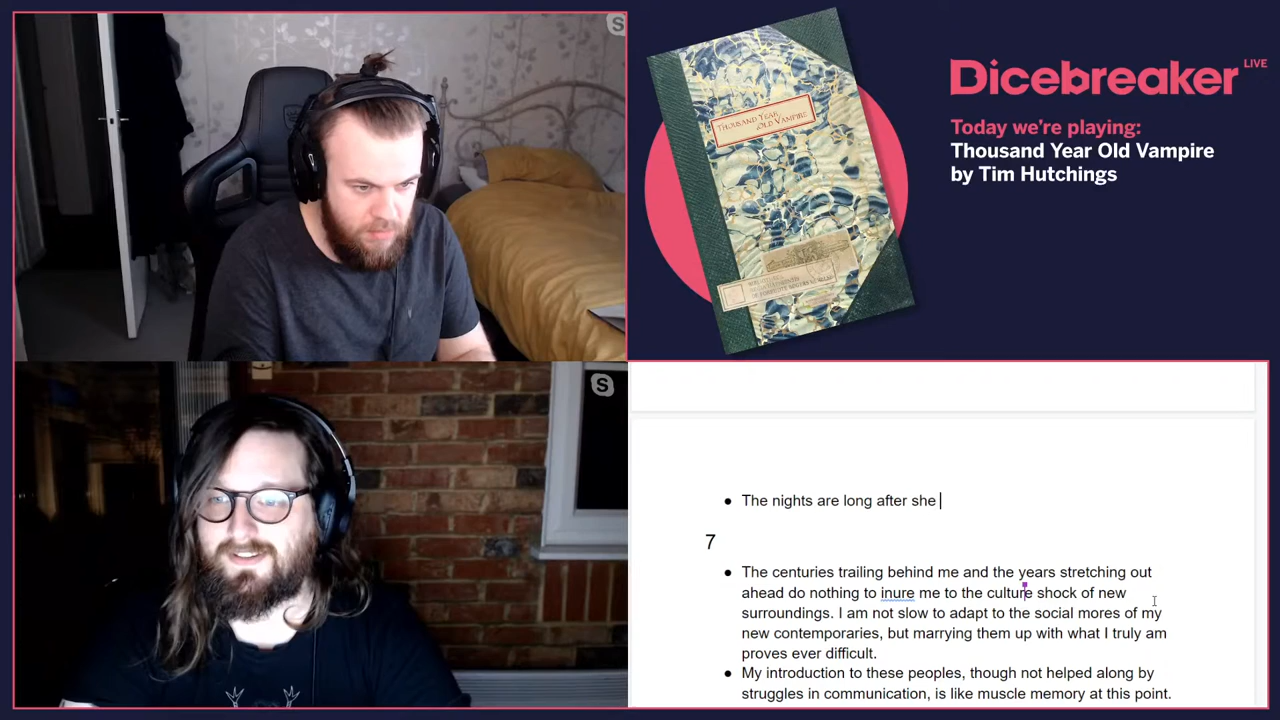 THOUSAND YEAR
OLD VAMPIRE
Dicebreaker LIVE
Today we're playing:
Thousand Year Old Vampire
by Tim Hutchings
S
S
The nights are long after she
7
The centuries trailing behind me and the years stretching out
ahead do nothing to inure me to the culture shock of new
surroundings. I am not slow to adapt to the social mores of my
new contemporaries, but marrying them up with what I truly am
proves ever difficult.
My introduction to these peoples, though not helped along by
struggles in communication, is like muscle memory at this point.